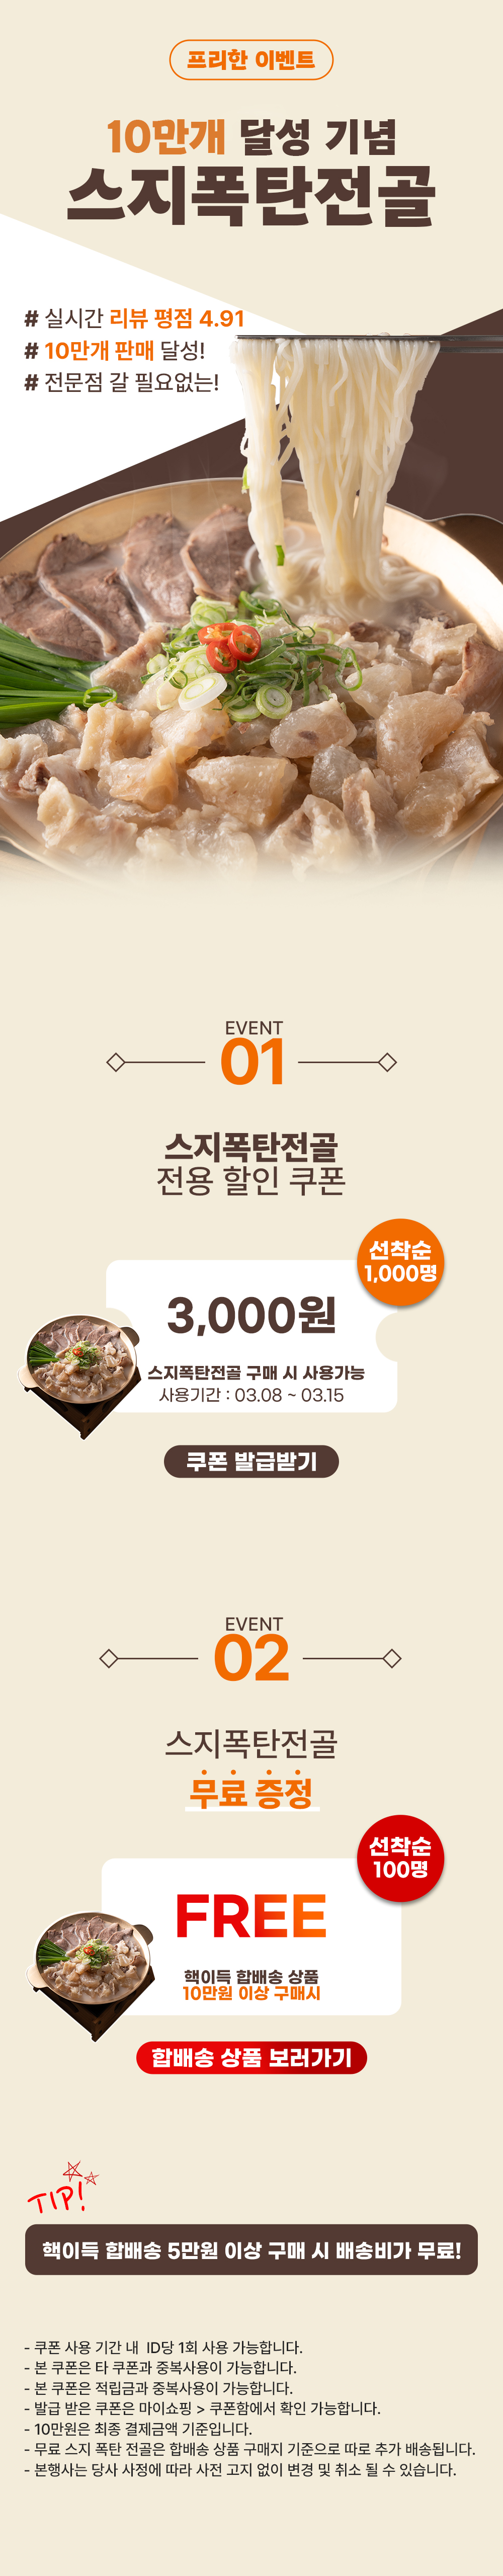 프리한 이벤트
10만개 달성 기념
스지폭탄전골
# 실시간 리뷰 평점 4.91
# 10만개 판매 달성!
# 전문점 갈 필요없는!
EVENT
01
스지폭탄전골
전용 할인 쿠폰
선착순
1,000명
3,000원
스지폭탄전골 구매 시 사용가능
사용기간 : 03.08 ~ 03.15
쿠폰 발급받기
EVENT
02
스지폭탄전골
무료 증정
선착순
100명
FREE
핵이득 합배송 상품
10만원 이상 구매시
합배송 상품 보러가기
TIP!
핵이득 합배송 5만원 이상 구매 시 배송비가 무료!
- 쿠폰 사용 기간 내 ID당 1회 사용 가능합니다.
- 본 쿠폰은 타 쿠폰과 중복사용이 가능합니다.
- 본 쿠폰은 적립금과 중복사용이 가능합니다.
- 발급 받은 쿠폰은 마이쇼핑 > 쿠폰함에서 확인 가능합니다.
- 10만원은 최종 결제금액 기준입니다.
- 무료 스지 폭탄 전골은 합배송 상품 구매지 기준으로 따로 추가 배송됩니다.
- 본행사는 당사 사정에 따라 사전 고지 없이 변경 및 취소 될 수 있습니다.